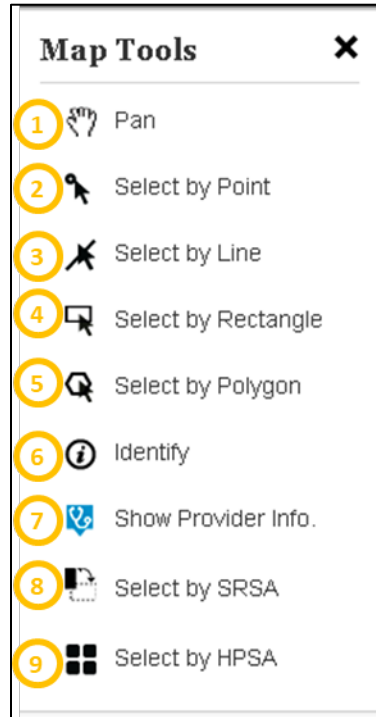 Map Tools
1 Pan
2 Select by Point
3 Select by Line
4 Select by Rectangle
5 Select by Polygon
6 Identify
7 Show Provider Info.
8 Select by SRSA
9 Select by HPSA